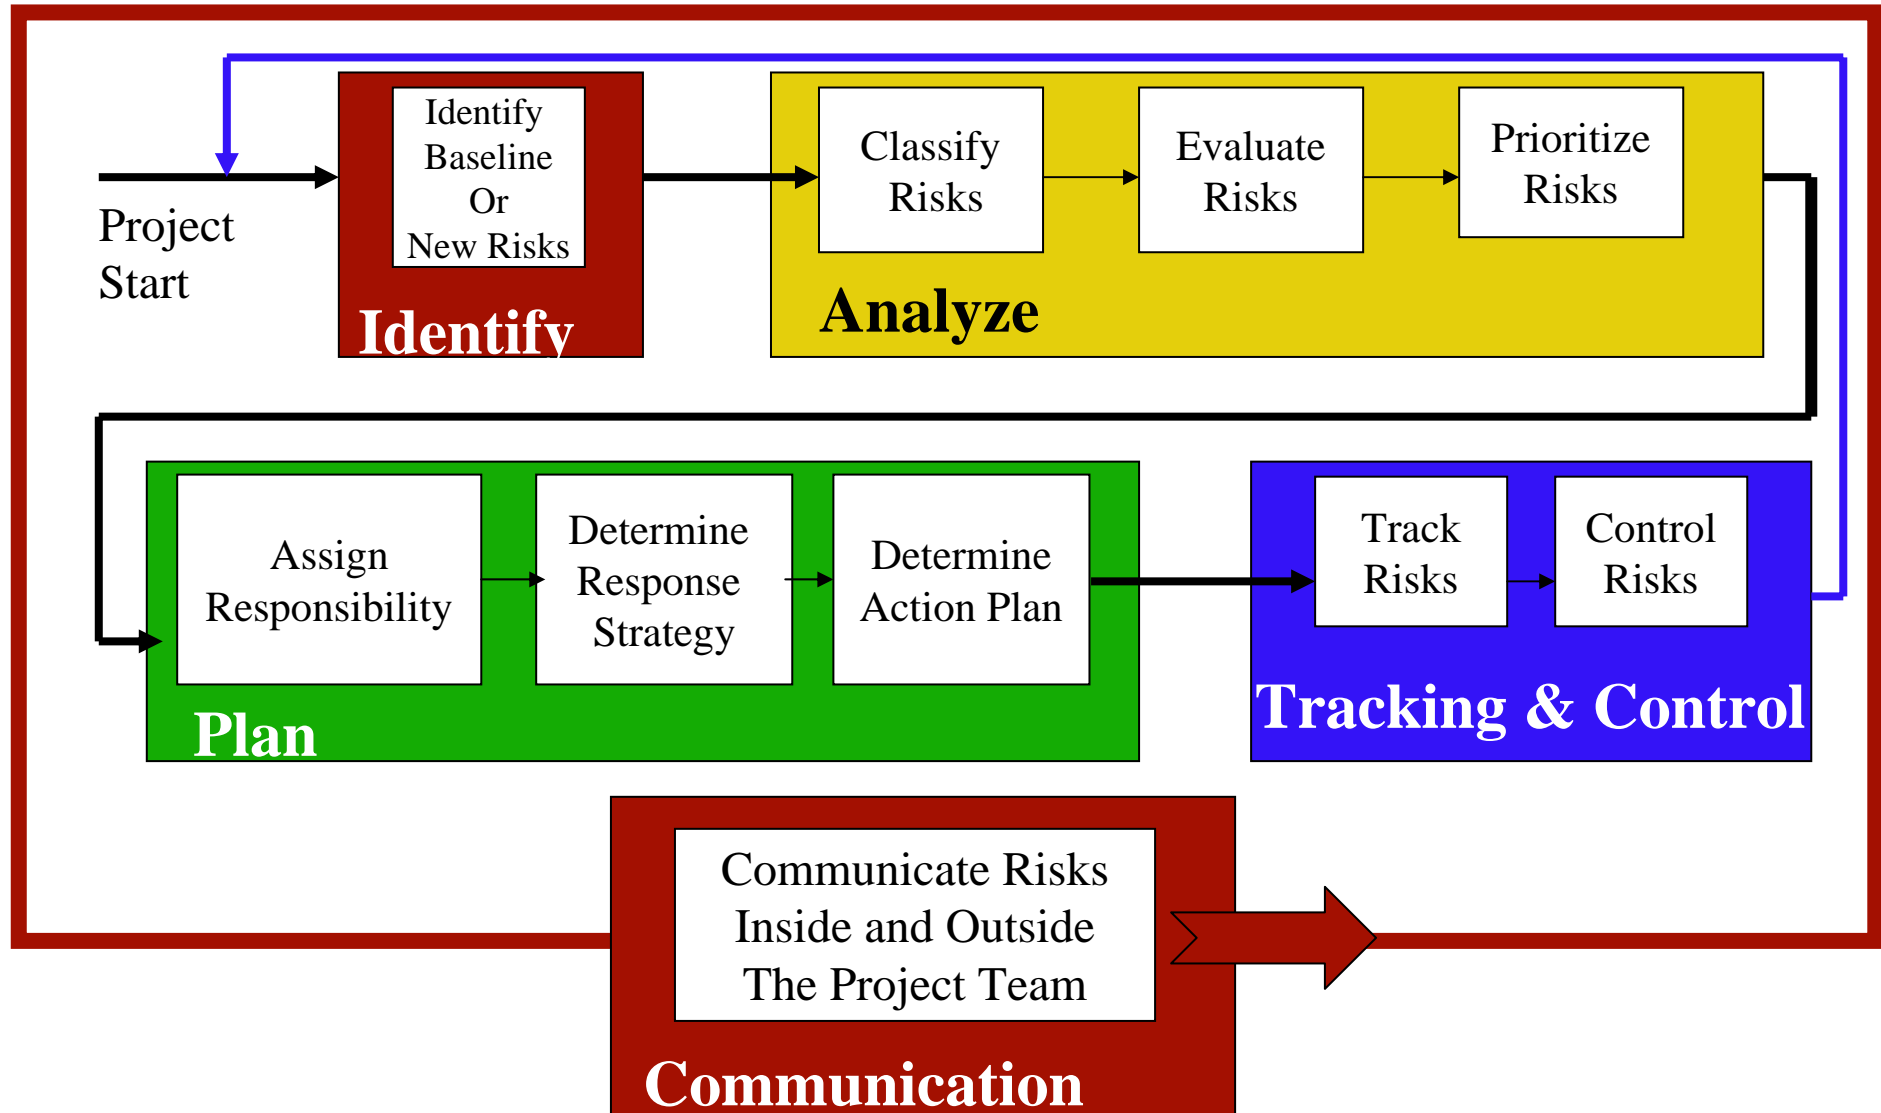 Project
Start
Identify
Baseline
Or
New Risks
Identify
Classify
Risks
Evaluate
Risks
Prioritize
Risks
Analyze
Assign
Responsibility
Determine
Response
Strategy
Determine
Action Plan
Plan
Track
Risks
Control
Risks
Tracking & Control
Communicate Risks
Inside and Outside
The Project Team
Communication